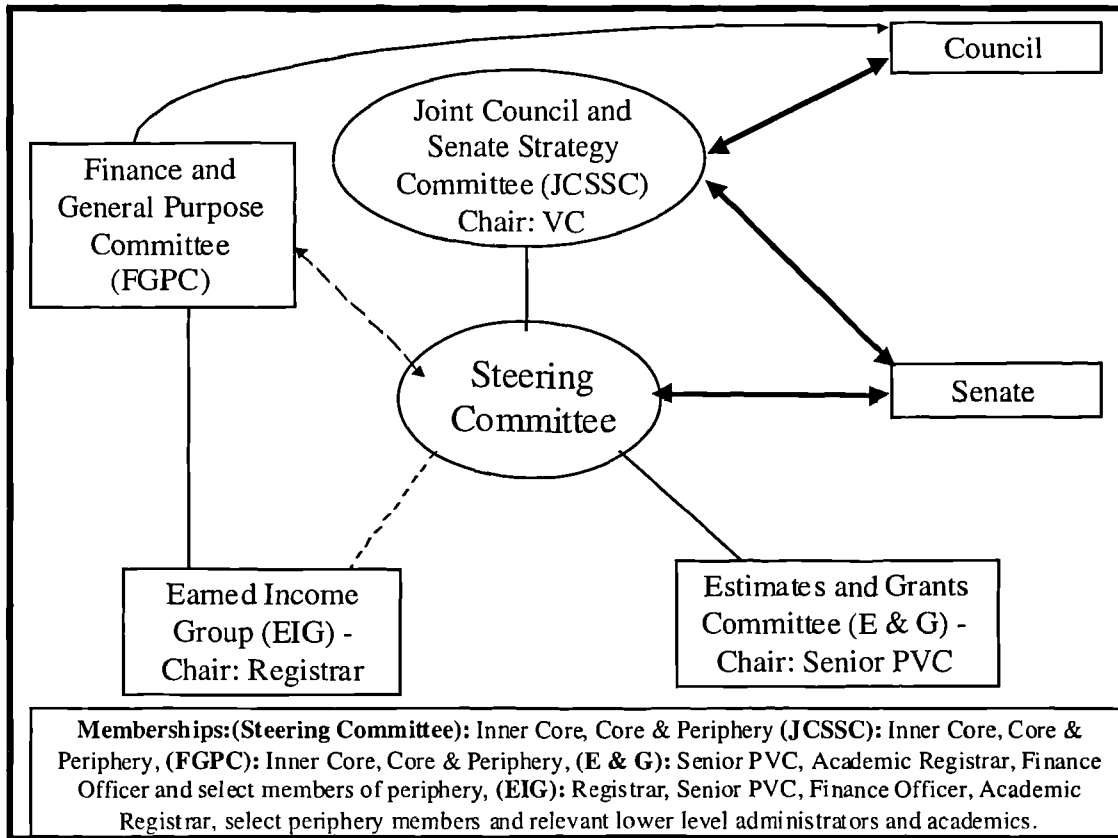 Council
Joint Council and
Senate Strategy
Committee (JCSSC)
Chair: VC
Finance and
General Purpose
Committee
(FGPC)
Steering
Committee
Senate
Earned Income
Group (EIG) -
Chair: Registrar
Estimates and Grants
Committee (E & G) -
Chair: Senior PVC
Memberships:(Steering Committee): Inner Core, Core & Periphery (JCSSC): Inner Core, Core &
Periphery, (FGPC): Inner Core, Core & Periphery, (E & G): Senior PVC, Academic Registrar, Finance
Officer and select members of periphery, (EIG): Registrar, Senior PVC, Finance Officer, Academic
Registrar, select periphery members and relevant lower level administrators and academics.